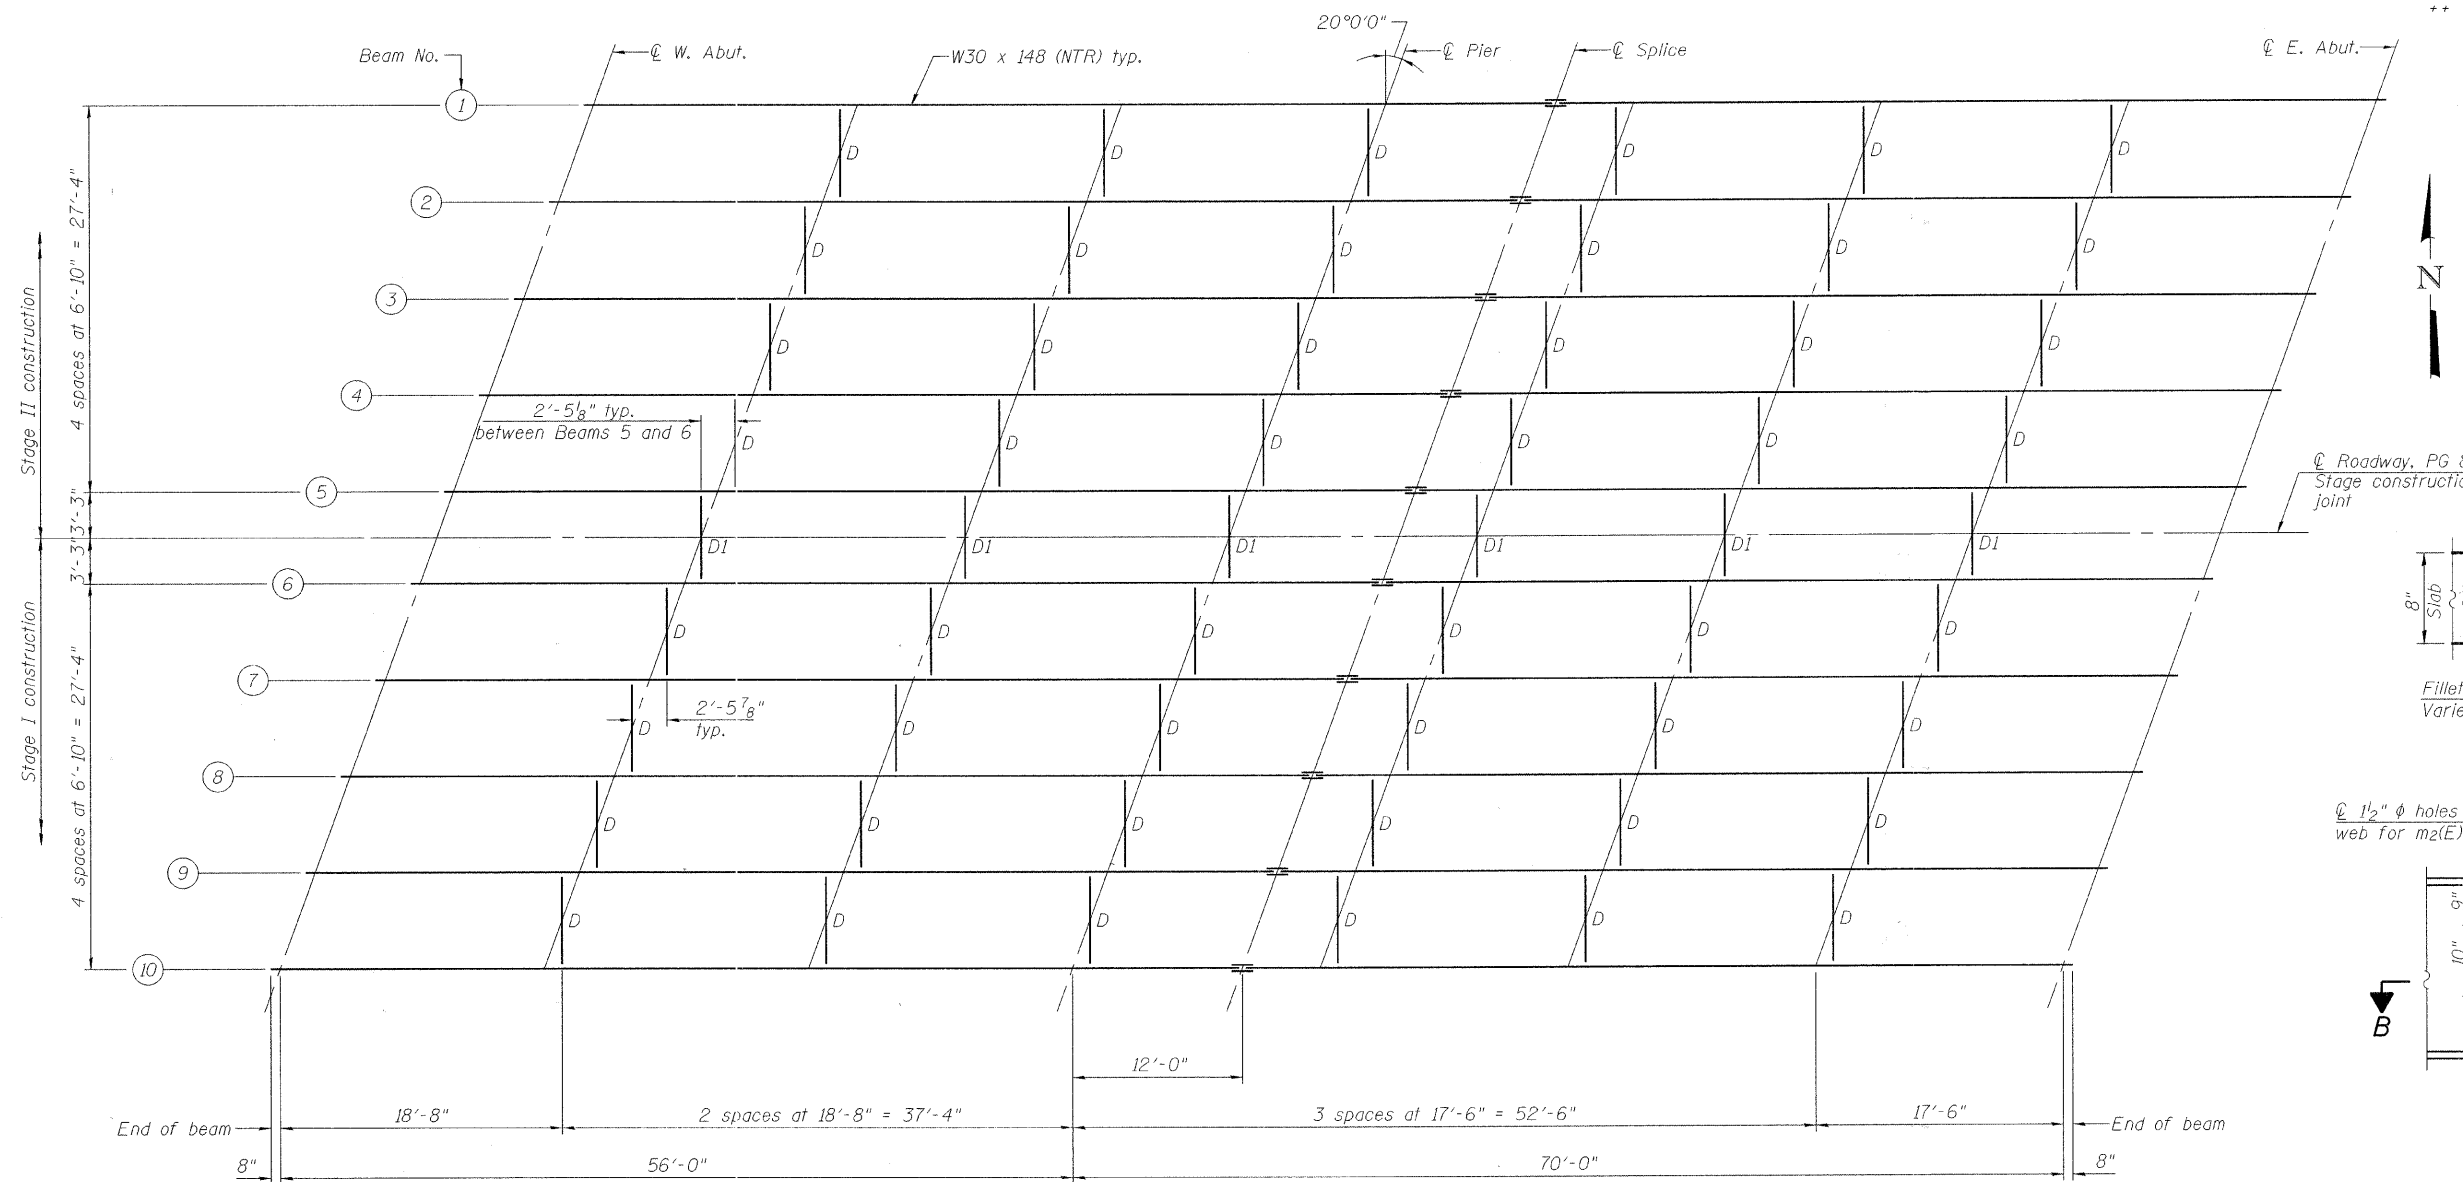 ++
20°0'0"
Beam No.
℄ W. Abut.
W30 x 148 (NTR) typ.
℄ Pier
℄ Splice
℄ E. Abut.
1
D D D D D D
2
D D D D D D
3
D D D D D D
4
2'-5⅛" typ.
between Beams 5 and 6
D D D D D D
5
D1 D1 D1 D1 D1 D1
6
D D D D D D
7
2'-5⅞"
typ.
D D D D D D
8
D D D D D D
9
D D D D D D
10
Stage II construction
4 spaces at 6'-10" = 27'-4"
3'-3"
3'-3"
Stage I construction
4 spaces at 6'-10" = 27'-4"
N
℄ Roadway, PG &
Stage constructio
joint
8"
Slab
Fillet
Varie
℄ 1½" ϕ holes
web for m2(E)
9"
10"
B
12'-0"
End of beam
18'-8"
2 spaces at 18'-8" = 37'-4"
3 spaces at 17'-6" = 52'-6"
17'-6"
End of beam
8"
56'-0"
70'-0"
8"